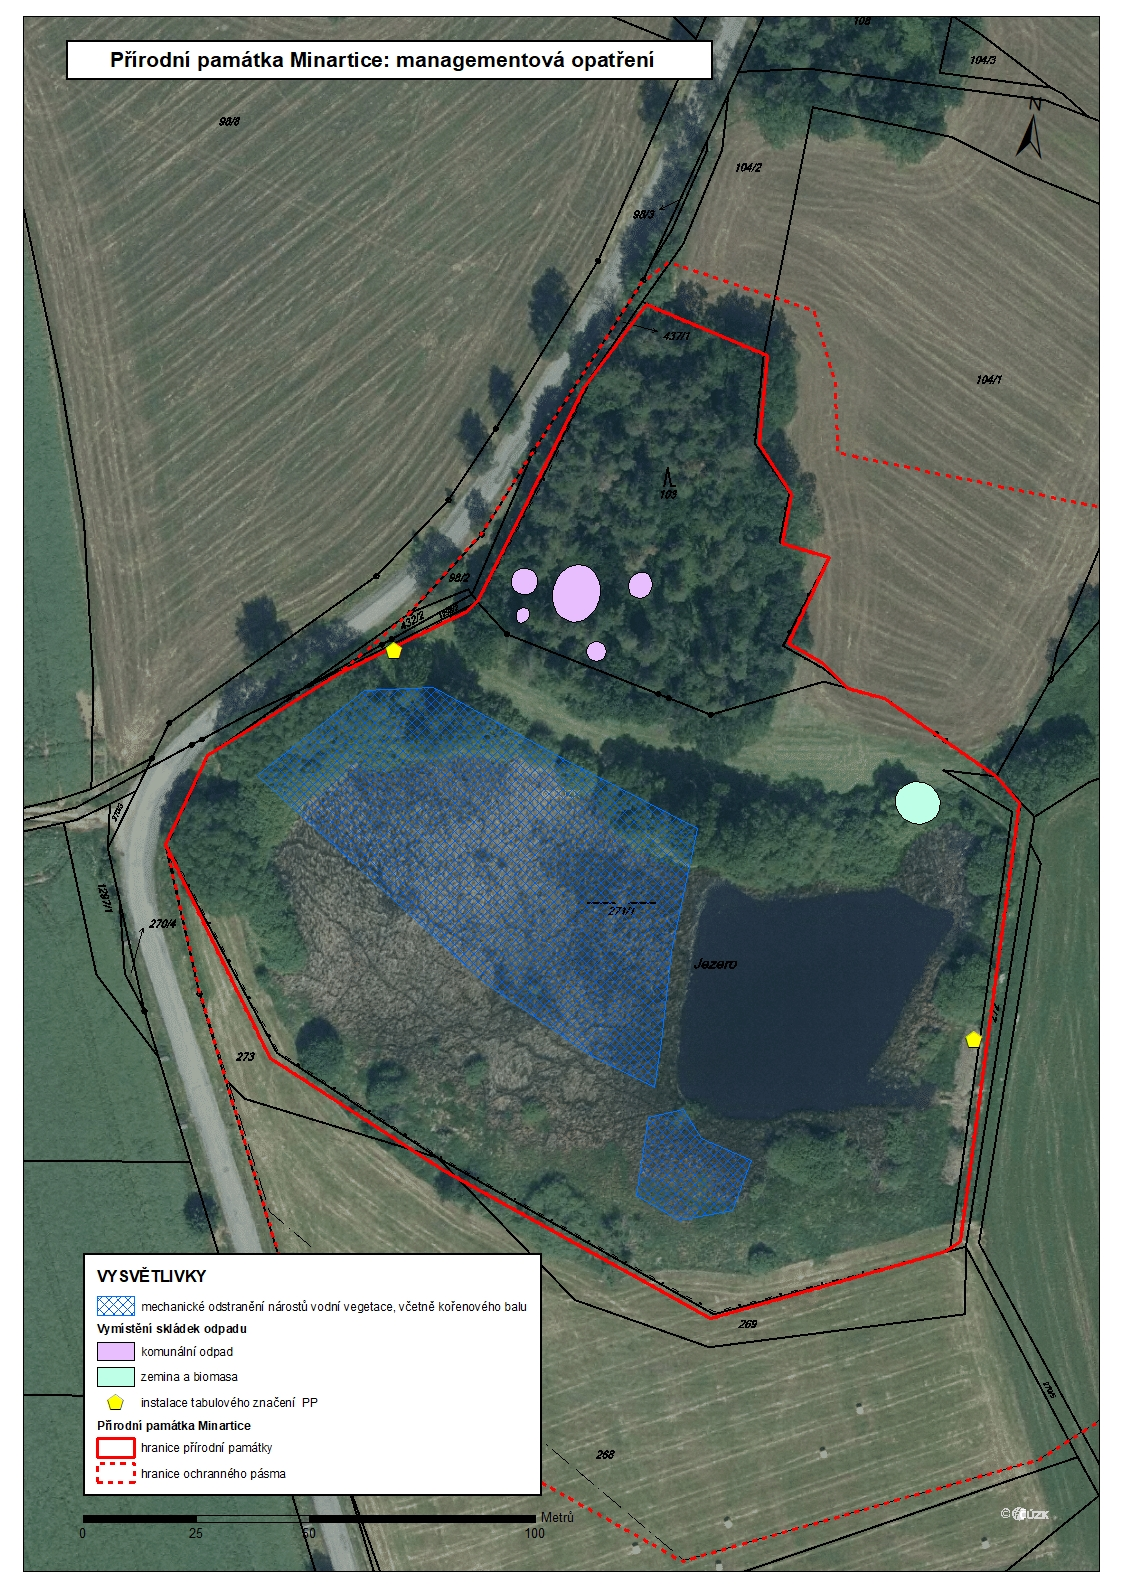 Přírodní památka Minartice: managementová opatření
108
104/3
N
98/8
104/2
98/3
437/1
104/1
103
98/2
432/2
271/1
Jezero
1297/1
270/4
272
273
269
268
VYSVĚTLIVKY
mechanické odstranění nárostů vodní vegetace, včetně kořenového balu
Vymístění skládek odpadu
komunální odpad
zemina a biomasa
instalace tabulového značení PP
Přírodní památka Minartice
hranice přírodní památky
hranice ochranného pásma
0 25 50 100 Metrů
© ČÚZK